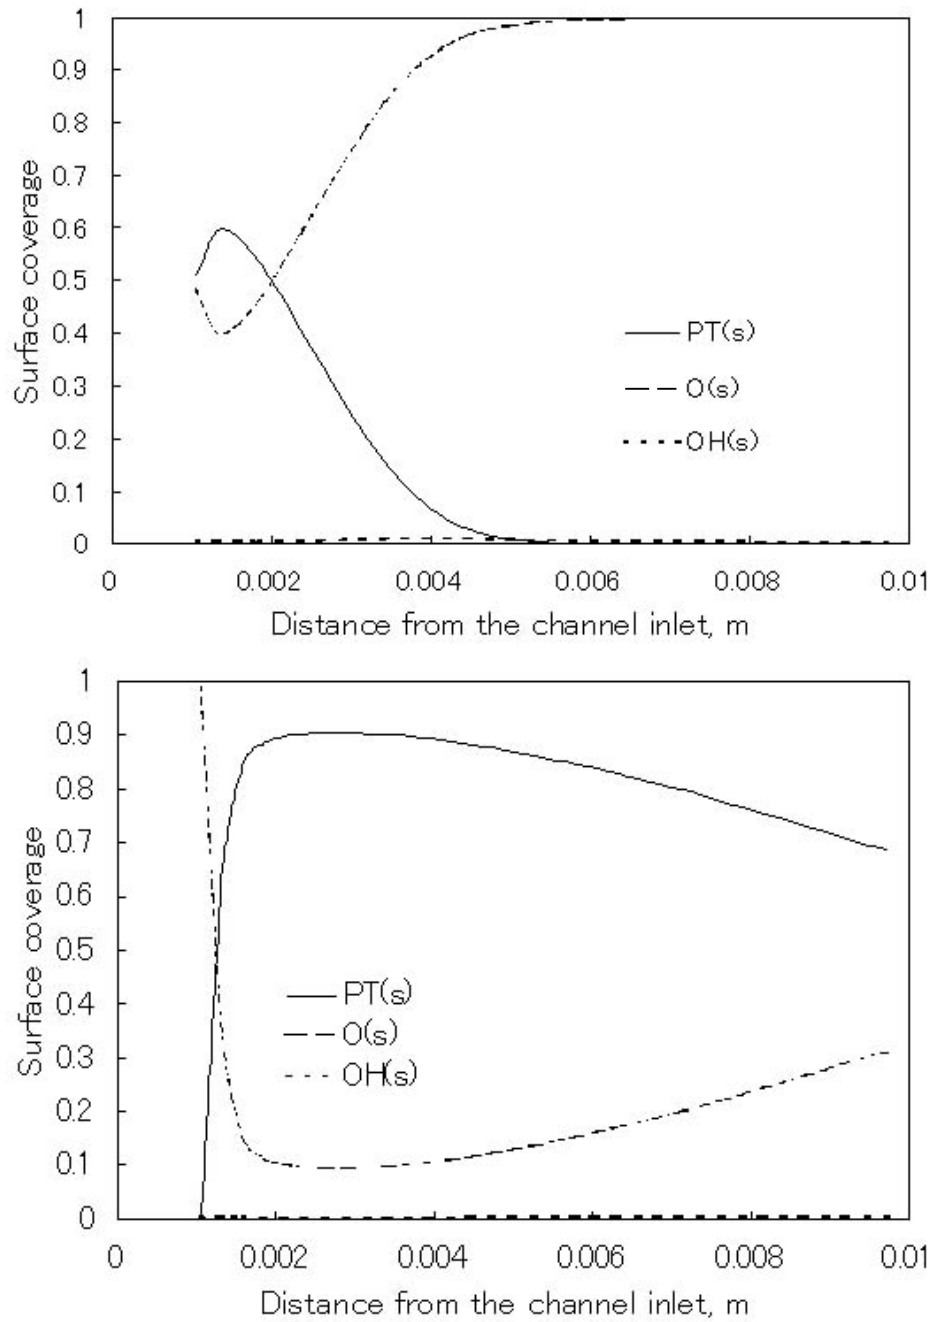 1
0.9
0.8
0.7
0.6
0.5
0.4
0.3
0.2
0.1
0
Surface coverage
PT(s)
O(s)
OH(s)
0 0.002 0.004 0.006 0.008 0.01
Distance from the channel inlet, m
1
0.9
0.8
0.7
0.6
0.5
0.4
0.3
0.2
0.1
0
Surface coverage
PT(s)
O(s)
OH(s)
0 0.002 0.004 0.006 0.008 0.01
Distance from the channel inlet, m